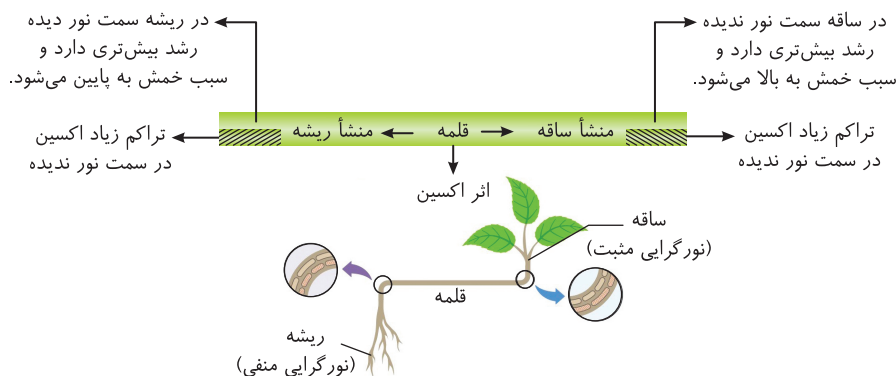 در ساقه سمت نور ندیده
رشد بیش‌تری دارد و
سبب خمش به بالا می‌شود.
در ریشه سمت نور دیده
رشد بیش‌تری دارد و
سبب خمش به پایین می‌شود.
تراکم زیاد اکسین
در سمت نور ندیده
منشأ ساقه
قلمه
منشأ ریشه
تراکم زیاد اکسین
در سمت نور ندیده
اثر اکسین
ساقه
(نورگرایی مثبت)
قلمه
ریشه
(نورگرایی منفی)